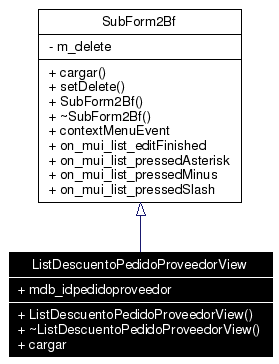 SubForm2Bf
- m_delete
+ cargar()
+ setDelete()
+ SubForm2Bf()
+ ~SubForm2Bf()
+ contextMenuEvent
+ on_mui_list_editFinished
+ on_mui_list_pressedAsterisk
+ on_mui_list_pressedMinus
+ on_mui_list_pressedSlash
ListDescuentoPedidoProveedorView
+ mdb_idpedidoproveedor
+ ListDescuentoPedidoProveedorView()
+ ~ListDescuentoPedidoProveedorView()
+ cargar